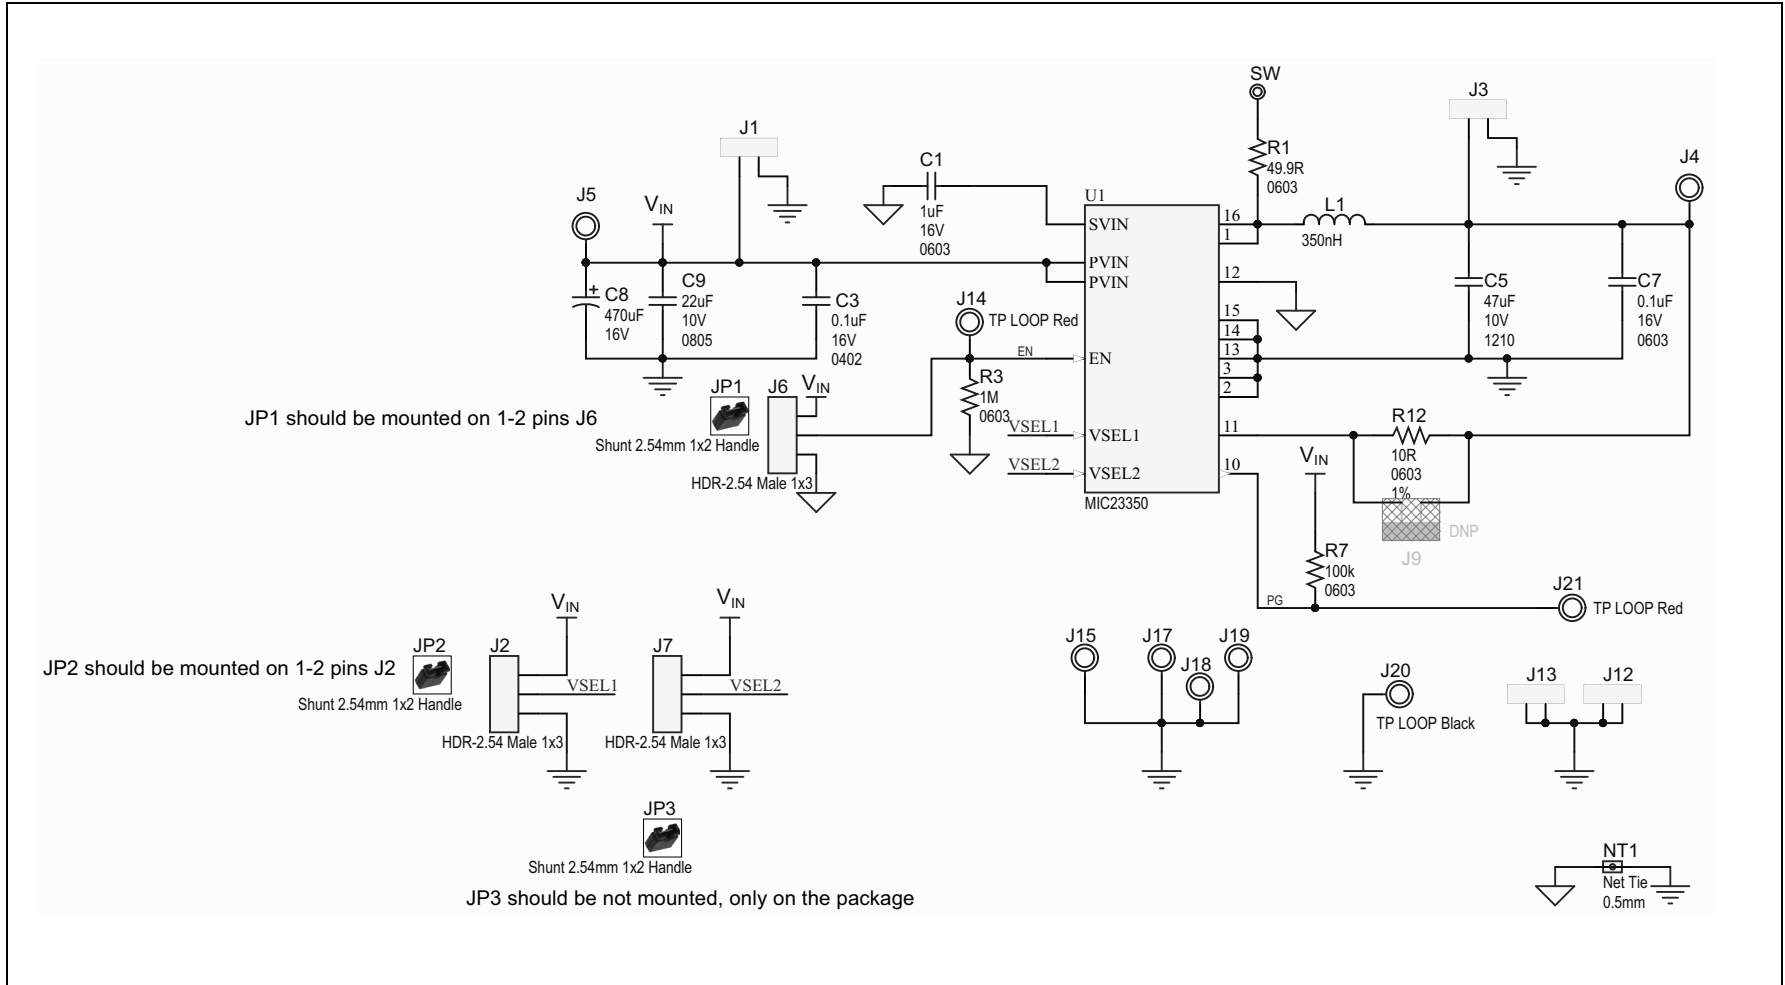 SW
J3
J1
J4
C1
R1
49.9R
0603
J5
VIN
1uF
16V
0603
U1
L1
350nH
SVIN
16
1
PVIN
PVIN
12
C8
470uF
16V
C9
22uF
10V
0805
C3
0.1uF
16V
0402
J14
TP LOOP Red
C5
47uF
10V
1210
C7
0.1uF
16V
0603
15
14
13
3
2
EN
EN
JP1
J6
VIN
R3
1M
0603
JP1 should be mounted on 1-2 pins J6
Shunt 2.54mm 1x2 Handle
HDR-2.54 Male 1x3
VSEL1
VSEL1
11
VSEL2
VSEL2
10
MIC23350
R12
10R
0603
1%
VIN
DNP
J9
R7
100k
0603
PG
J21
TP LOOP Red
VIN
VIN
JP2
J2
J7
JP2 should be mounted on 1-2 pins J2
Shunt 2.54mm 1x2 Handle
VSEL1
VSEL2
HDR-2.54 Male 1x3
HDR-2.54 Male 1x3
J15
J17
J18
J19
J20
TP LOOP Black
J13
J12
JP3
Shunt 2.54mm 1x2 Handle
JP3 should be not mounted, only on the package
NT1
Net Tie
0.5mm